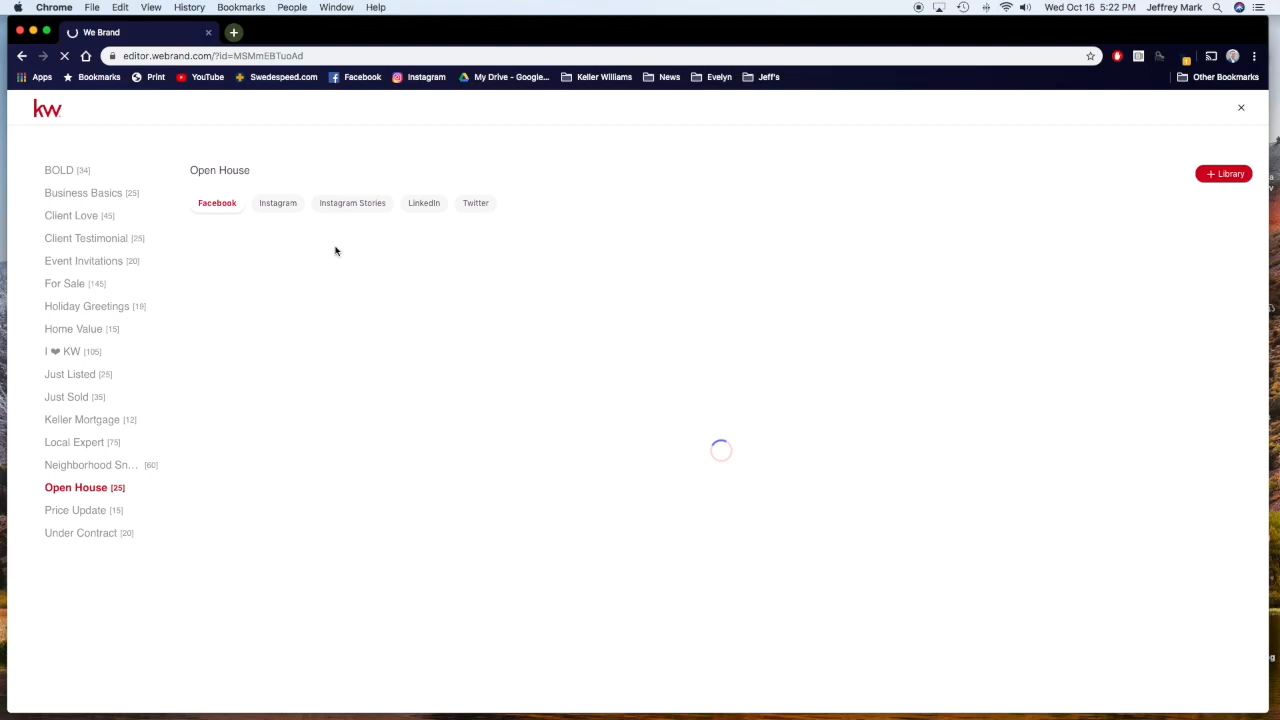 Chrome File Edit View History Bookmarks People Window Help Wed Oct 16 5:22 PM Jeffrey Mark
We Brand
editor.webrand.com/?id=MSMmEBTuoAd
Apps Bookmarks Print YouTube Swedespeed.com Facebook Instagram My Drive - Google... Keller Williams News Evelyn Jeff's Other Bookmarks
kw
Open House
+ Library
Facebook Instagram Instagram Stories LinkedIn Twitter
BOLD [34]
Business Basics [25]
Client Love [45]
Client Testimonial [25]
Event Invitations [20]
For Sale [145]
Holiday Greetings [18]
Home Value [15]
I ❤ KW [105]
Just Listed [25]
Just Sold [35]
Keller Mortgage [12]
Local Expert [75]
Neighborhood Sn... [60]
Open House [25]
Price Update [15]
Under Contract [20]